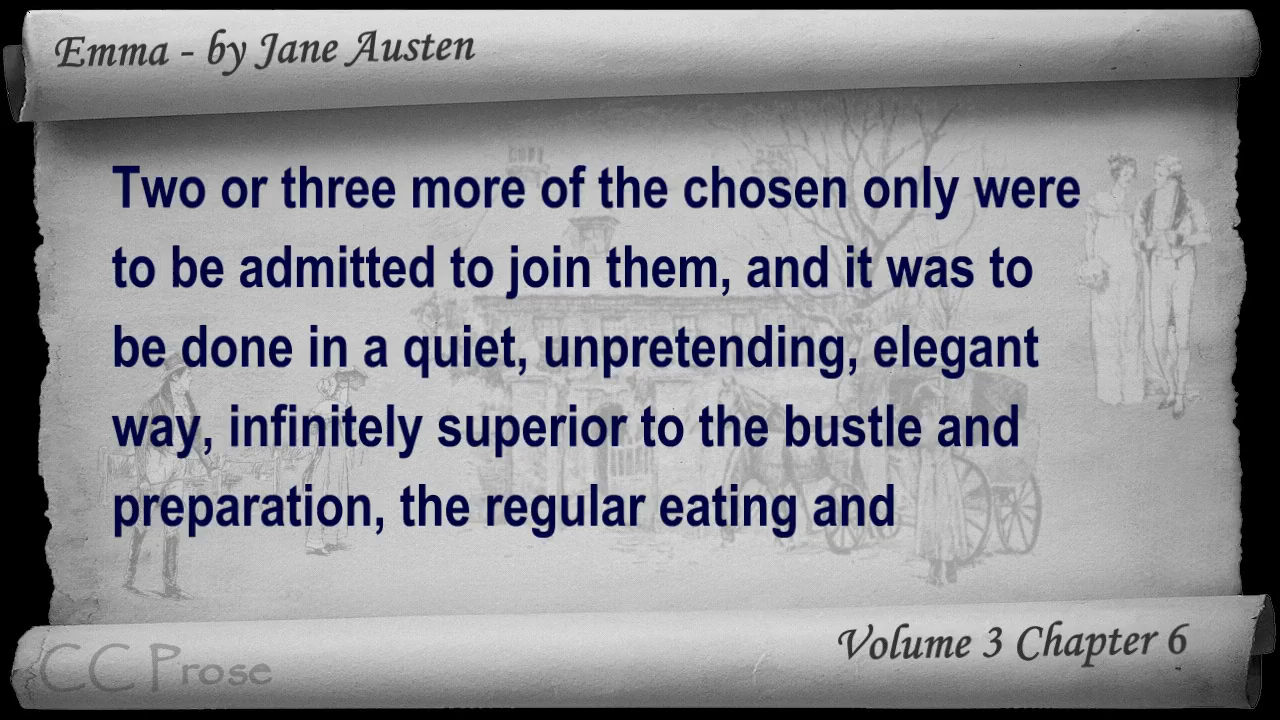 Emma - by Jane Austen
Two or three more of the chosen only were
to be admitted to join them, and it was to
be done in a quiet, unpretending, elegant
way, infinitely superior to the bustle and
preparation, the regular eating and
Volume 3 Chapter 6
CC Prose